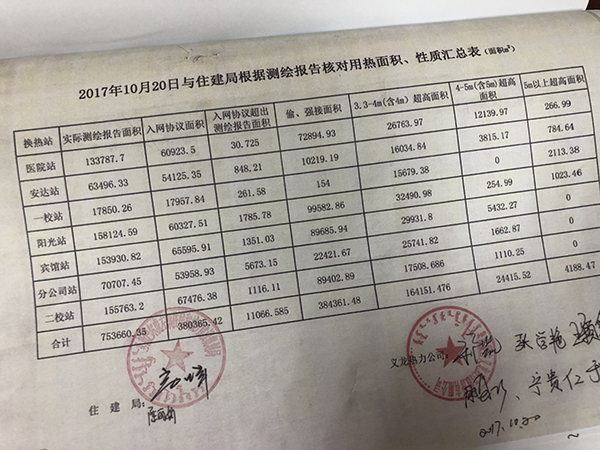 2017年10月20日与住建局根据测绘报告核对用热面积、性质汇总表（面积㎡）
换热站 实际测绘报告面积 入网协议面积 入网协议超出测绘报告面积 偷、强接面积 3.3-4m(含4m)超高面积 4-5m(含5m)超高面积 5m以上超高面积
医院站 133787.7 60923.5 30.725 72894.93 26763.97 12139.97 266.99
安达站 63496.33 54125.35 848.21 10219.19 16034.84 3815.17 784.64
一校站 17850.26 17957.84 261.58 154 15679.38 0 2113.38
阳光站 158124.59 60327.51 1785.78 99582.86 32490.98 254.99 1023.46
宾馆站 153930.82 65595.91 1351.03 89685.94 29931.8 5432.27 0
分公司站 70707.45 53958.93 5673.15 22421.67 25741.82 1662.87 0
二校站 155763.2 67476.38 1116.11 89402.89 17508.686 1110.25 0
合计 753660.35 380365.42 11066.585 384361.48 164151.476 24415.52 4188.47
住建局：
义龙热力公司：
宁贵仁
2017.10.20